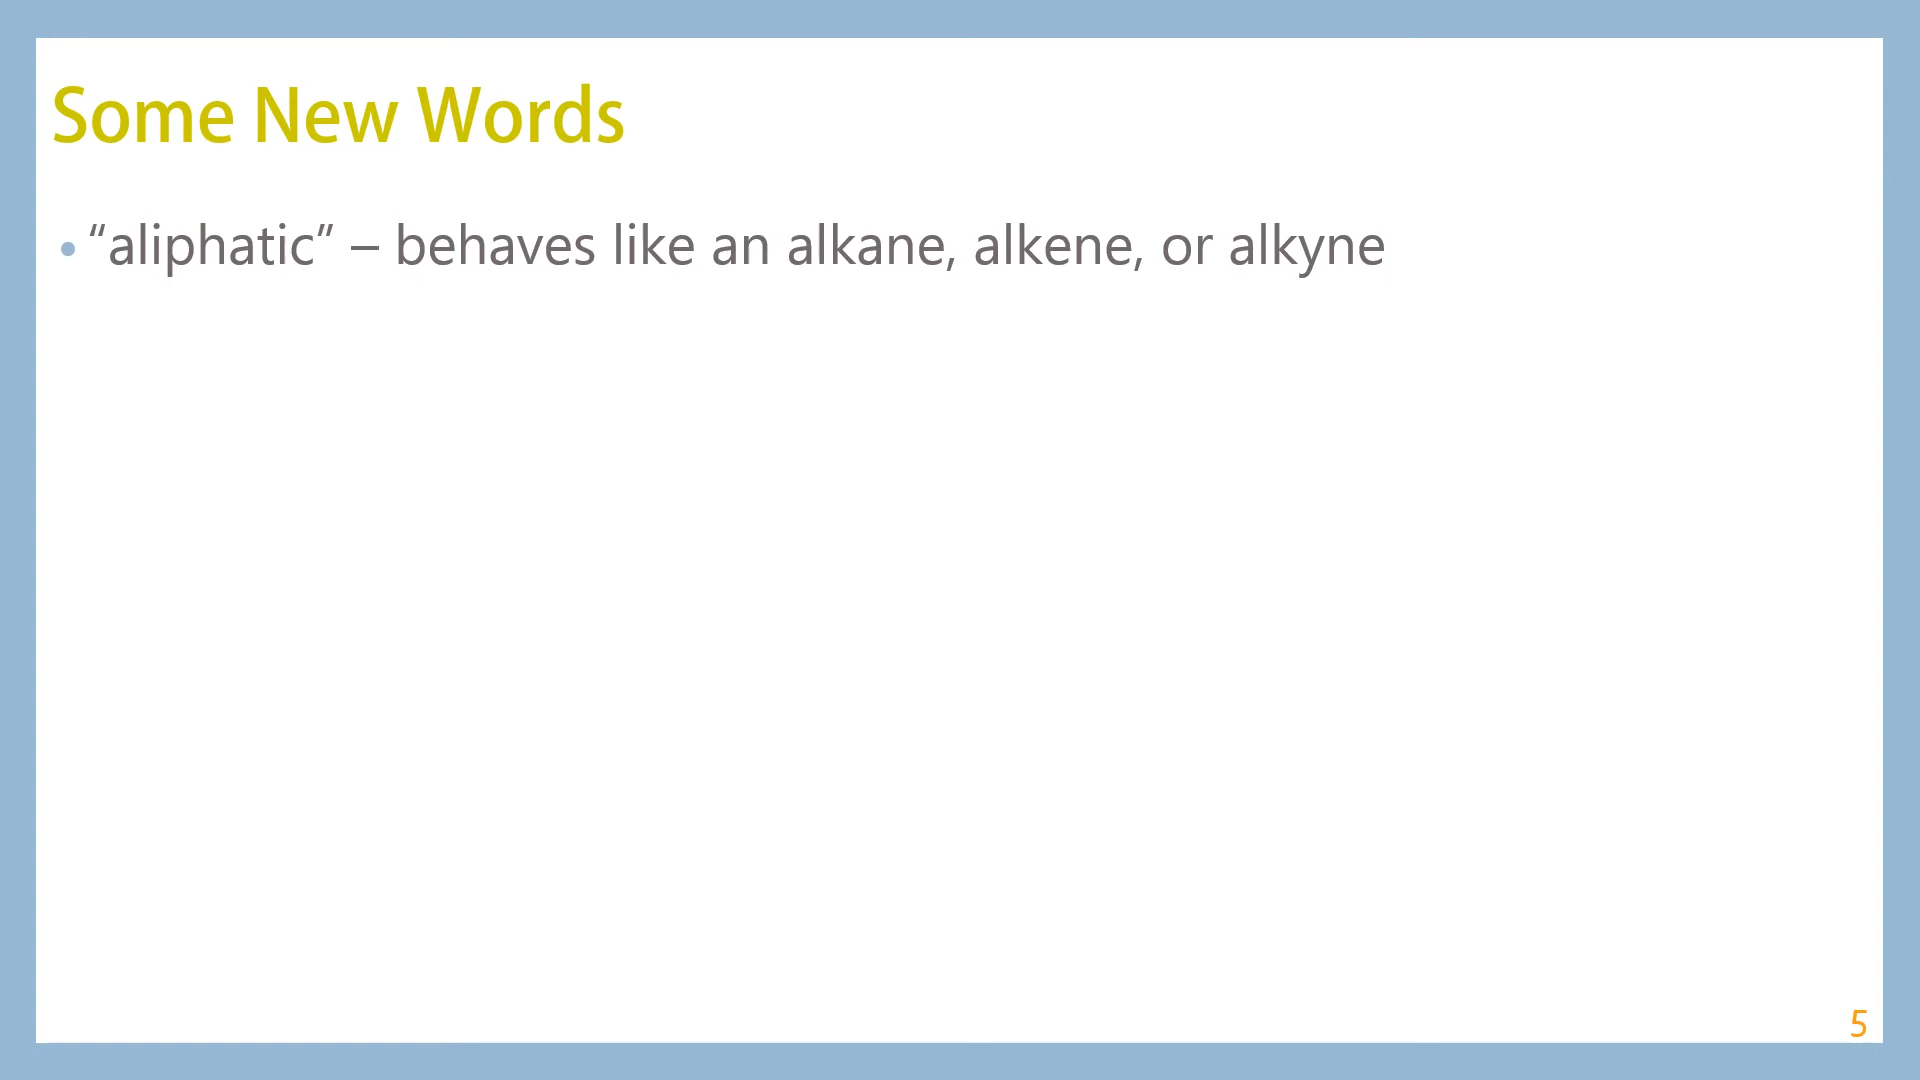 Some New Words
• “aliphatic” – behaves like an alkane, alkene, or alkyne
5